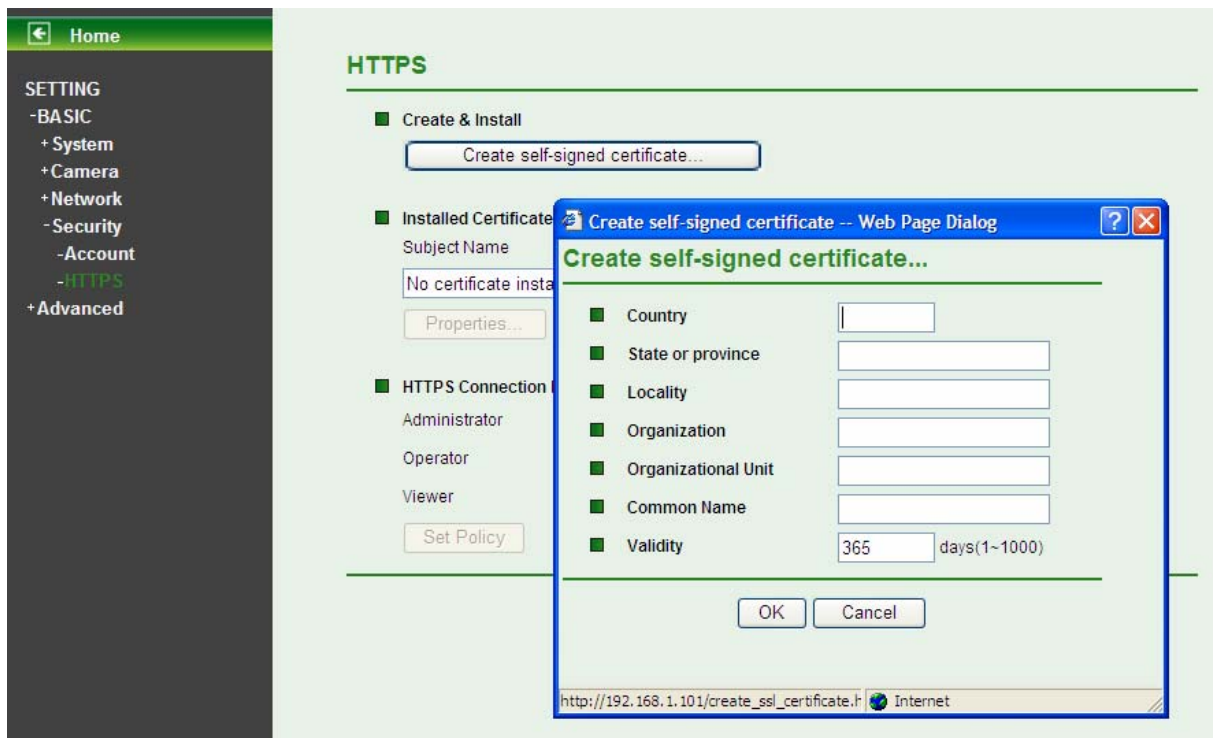 Home
SETTING
-BASIC
+System
+Camera
+Network
-Security
-Account
-HTTPS
+Advanced
HTTPS
Create & Install
Create self-signed certificate...
Installed Certificate
Subject Name
No certificate
Properties...
HTTPS Connection
Administrator
Operator
Viewer
Set Policy
Create self-signed certificate -- Web Page Dialog
Create self-signed certificate...
Country
State or province
Locality
Organization
Organizational Unit
Common Name
Validity
365 days(1~1000)
OK
Cancel
http://192.168.1.101/create_ssl_certificate.h
Internet